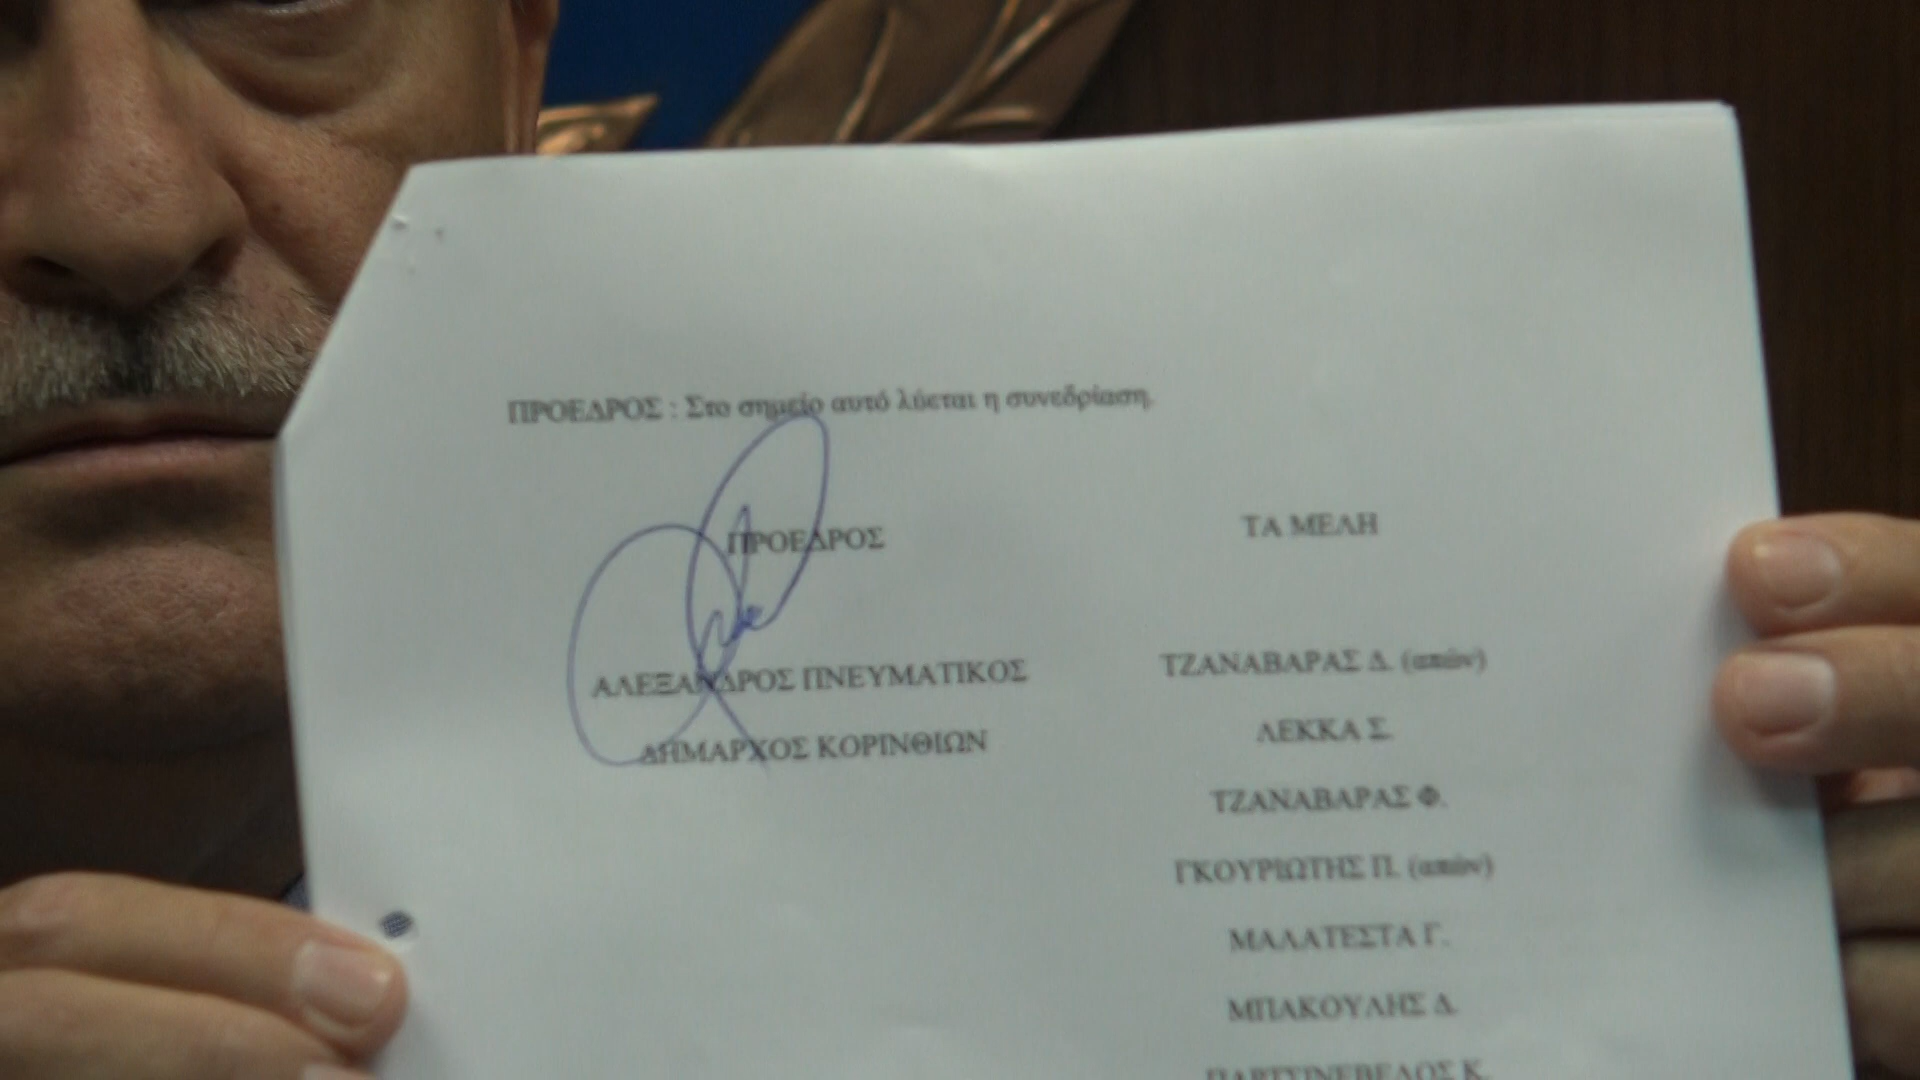 ΠΡΟΕΔΡΟΣ : Στο σημείο αυτό λύεται η συνεδρίαση.
ΠΡΟΕΔΡΟΣ
ΑΛΕΞΑΝΔΡΟΣ ΠΝΕΥΜΑΤΙΚΟΣ
ΔΗΜΑΡΧΟΣ ΚΟΡΙΝΘΙΩΝ
ΤΑ ΜΕΛΗ
ΤΖΑΝΑΒΑΡΑΣ Δ. (απών)
ΛΕΚΚΑ Σ.
ΤΖΑΝΑΒΑΡΑΣ Φ.
ΓΚΟΥΡΙΩΤΗΣ Π. (απών)
ΜΑΛΑΤΕΣΤΑ Γ.
ΜΠΑΚΟΥΛΗΣ Δ.
ΠΑΡΤΣΙΝΕΒΕΛΟΣ Κ.